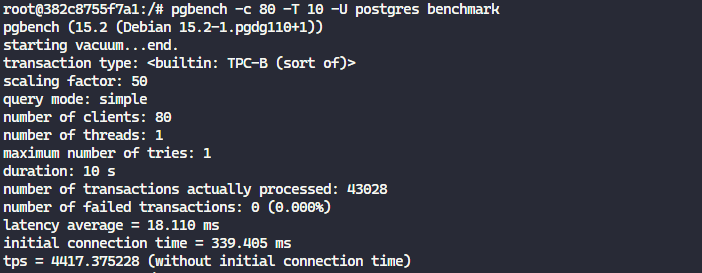 root@382c8755f7a1:/# pgbench -c 80 -T 10 -U postgres benchmark
pgbench (15.2 (Debian 15.2-1.pgdg110+1))
starting vacuum...end.
transaction type: <builtin: TPC-B (sort of)>
scaling factor: 50
query mode: simple
number of clients: 80
number of threads: 1
maximum number of tries: 1
duration: 10 s
number of transactions actually processed: 43028
number of failed transactions: 0 (0.000%)
latency average = 18.110 ms
initial connection time = 339.405 ms
tps = 4417.375228 (without initial connection time)